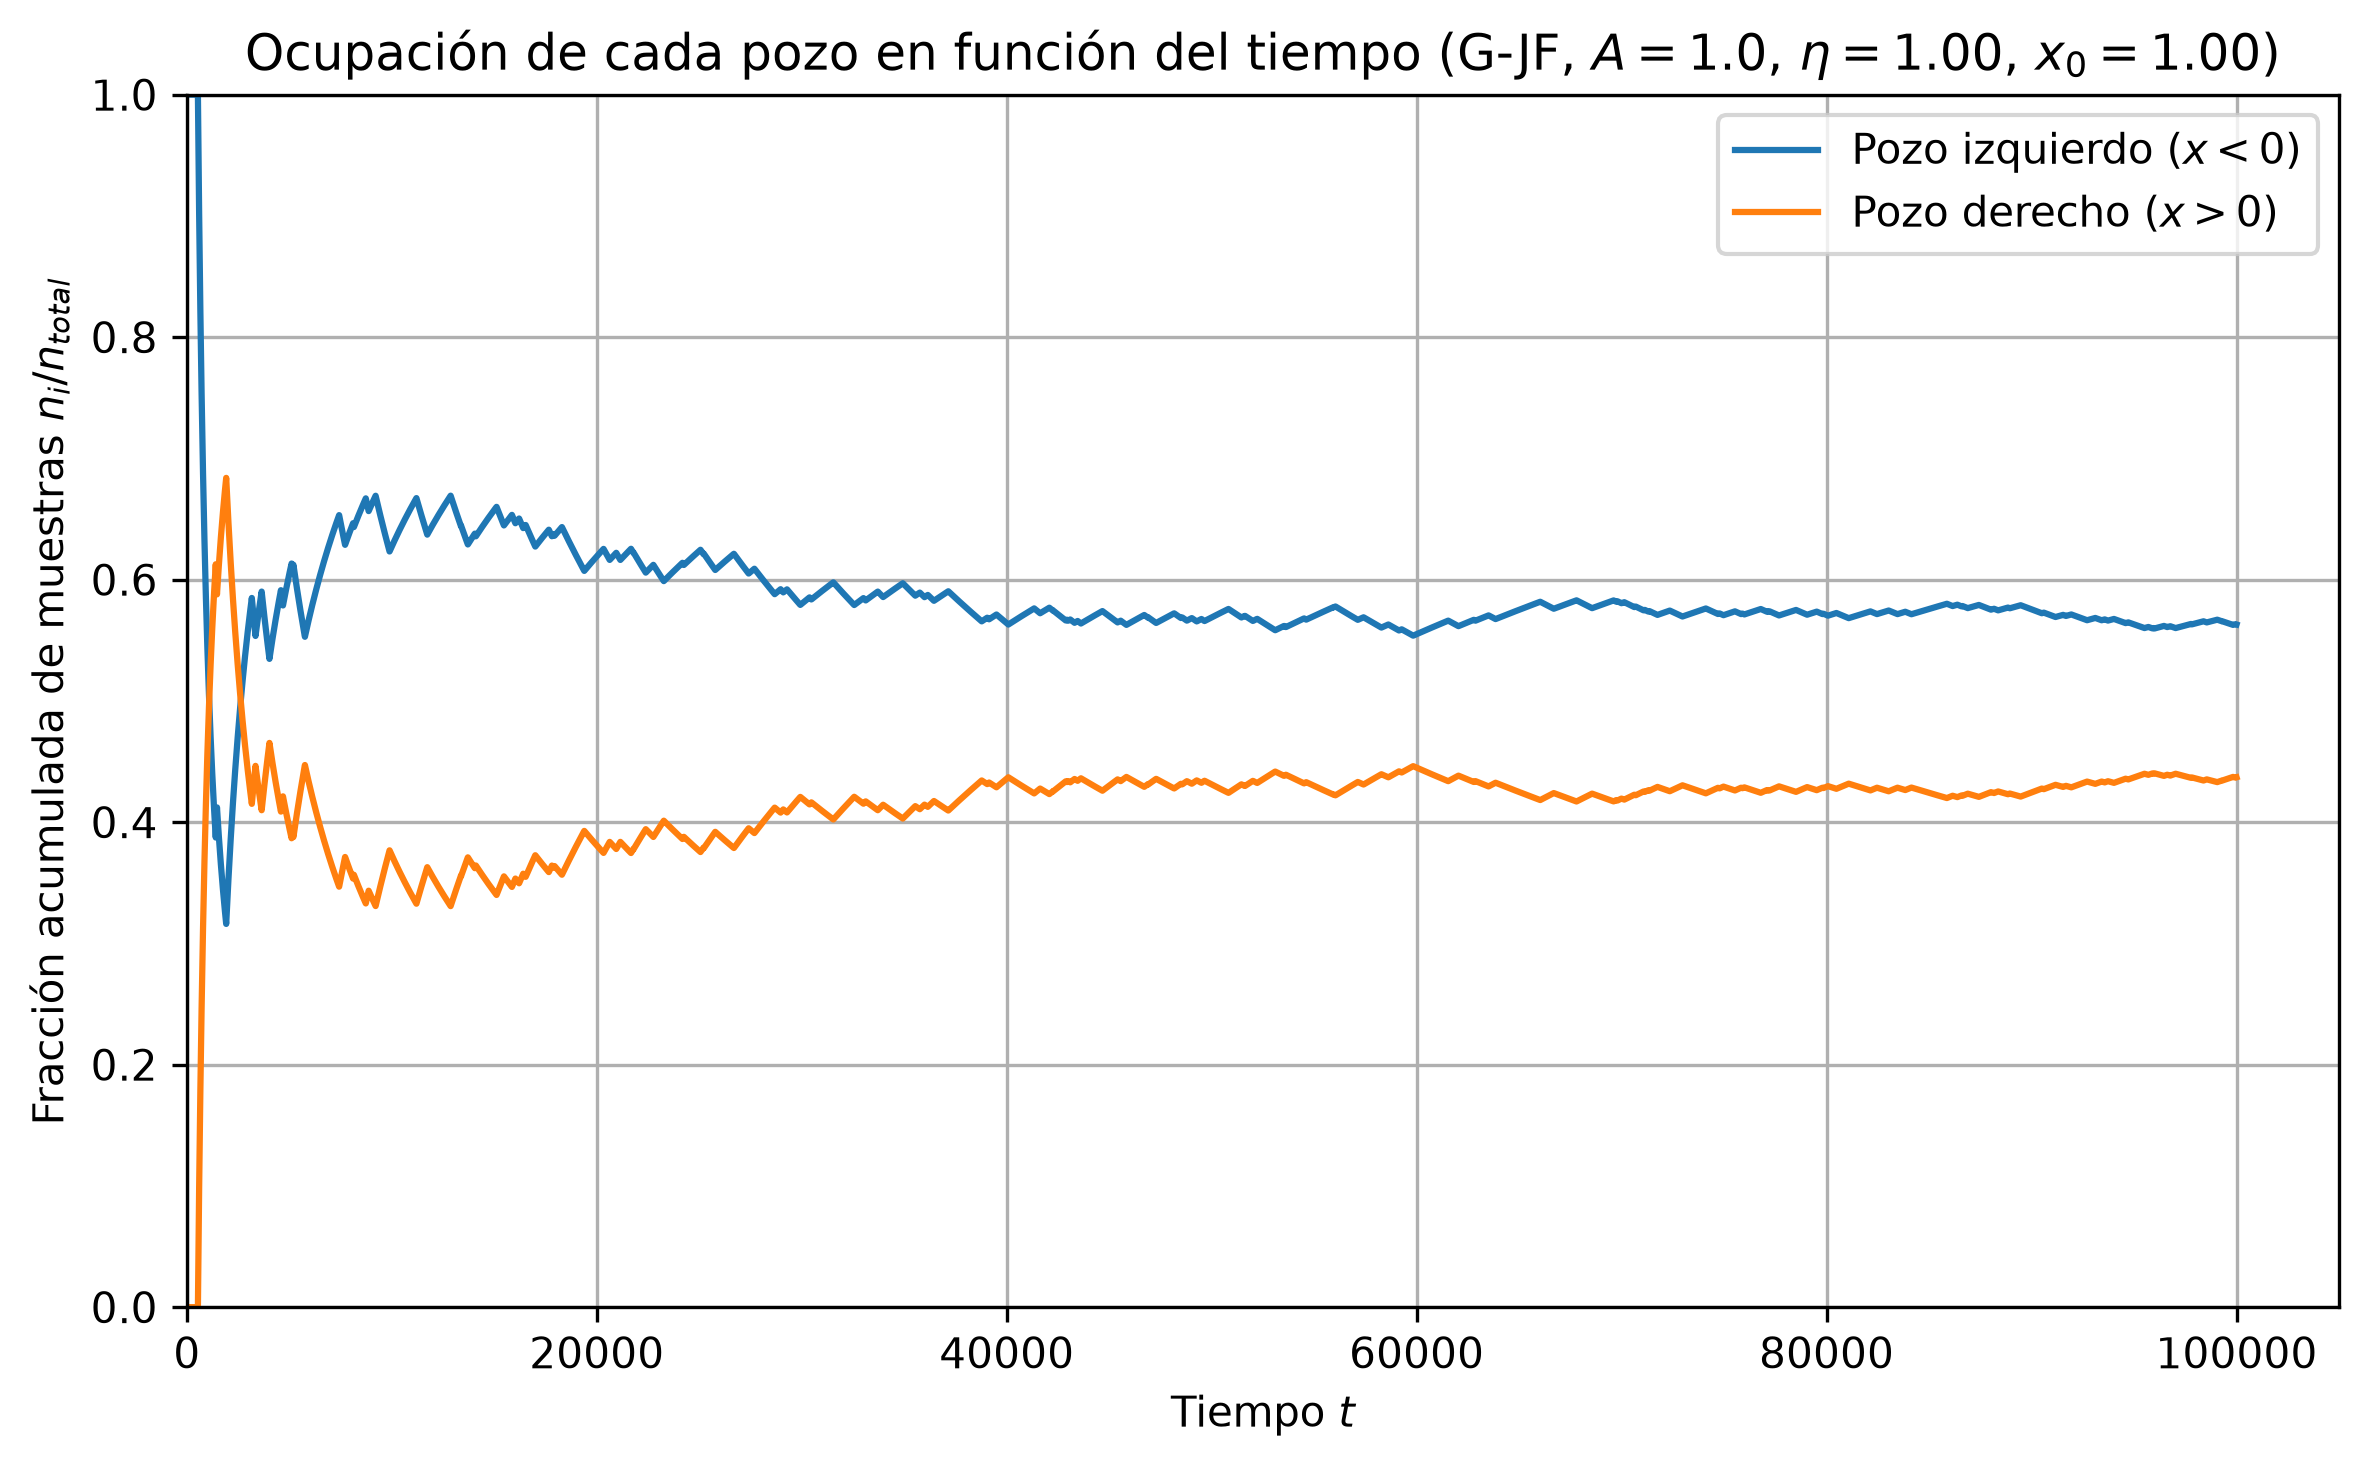 Ocupación de cada pozo en función del tiempo (G-JF, A = 1.0, η = 1.00, x₀ = 1.00)
Pozo izquierdo (x < 0)
Pozo derecho (x > 0)
Fracción acumulada de muestras nᵢ/nₜₒₜₐₗ
1.0
0.8
0.6
0.4
0.2
0.0
0 20000 40000 60000 80000 100000
Tiempo t